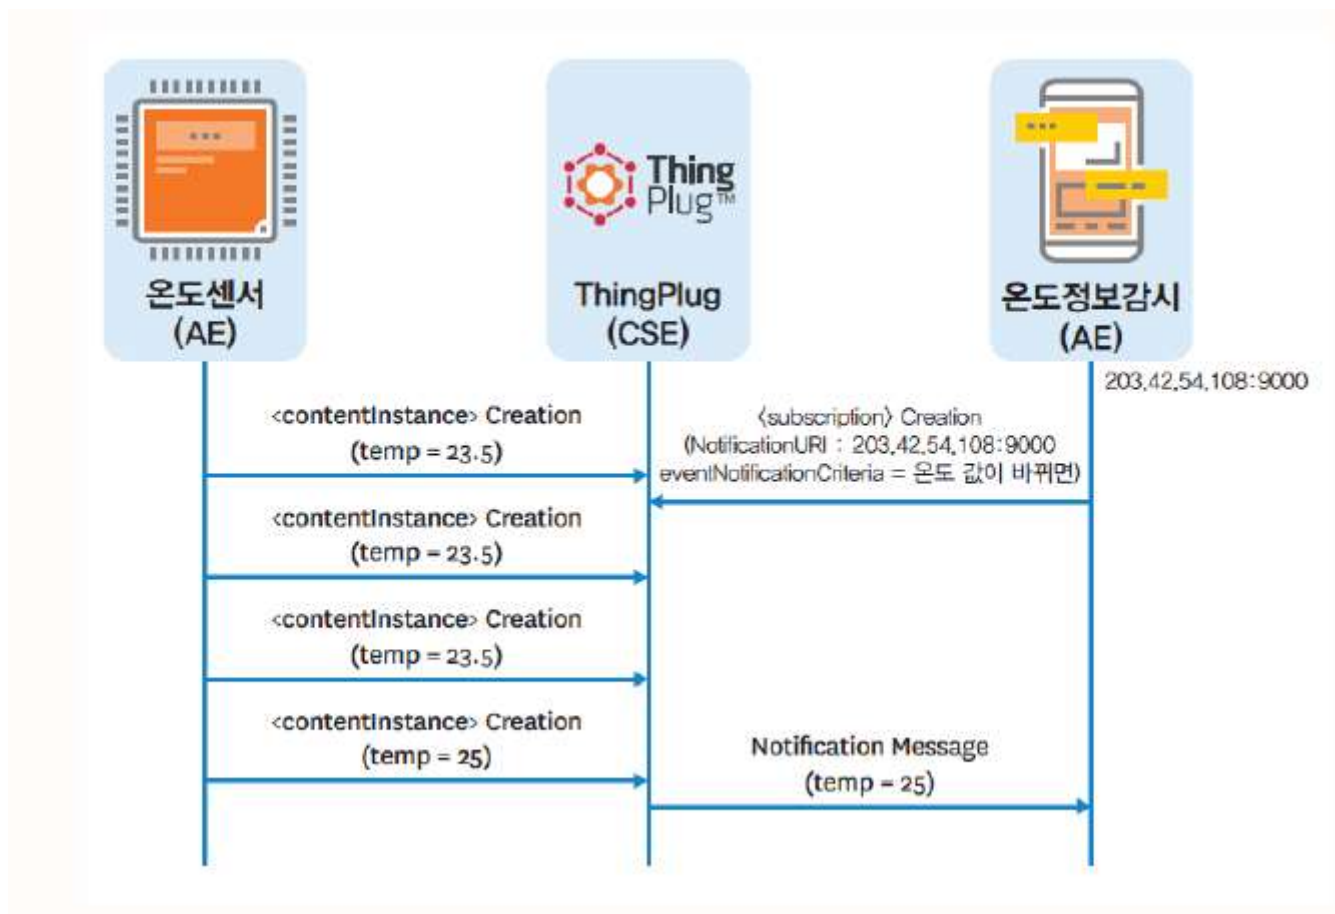 Thing
Plug™
온도센서
(AE)
ThingPlug
(CSE)
온도정보감시
(AE)
203.42.54.108:9000
<contentInstance> Creation
(temp = 23.5)
<subscription> Creation
(NotificationURI : 203.42.54.108:9000
eventNotificationCriteria = 온도 값이 바뀌면)
<contentInstance> Creation
(temp = 23.5)
<contentInstance> Creation
(temp = 23.5)
<contentInstance> Creation
(temp = 25)
Notification Message
(temp = 25)